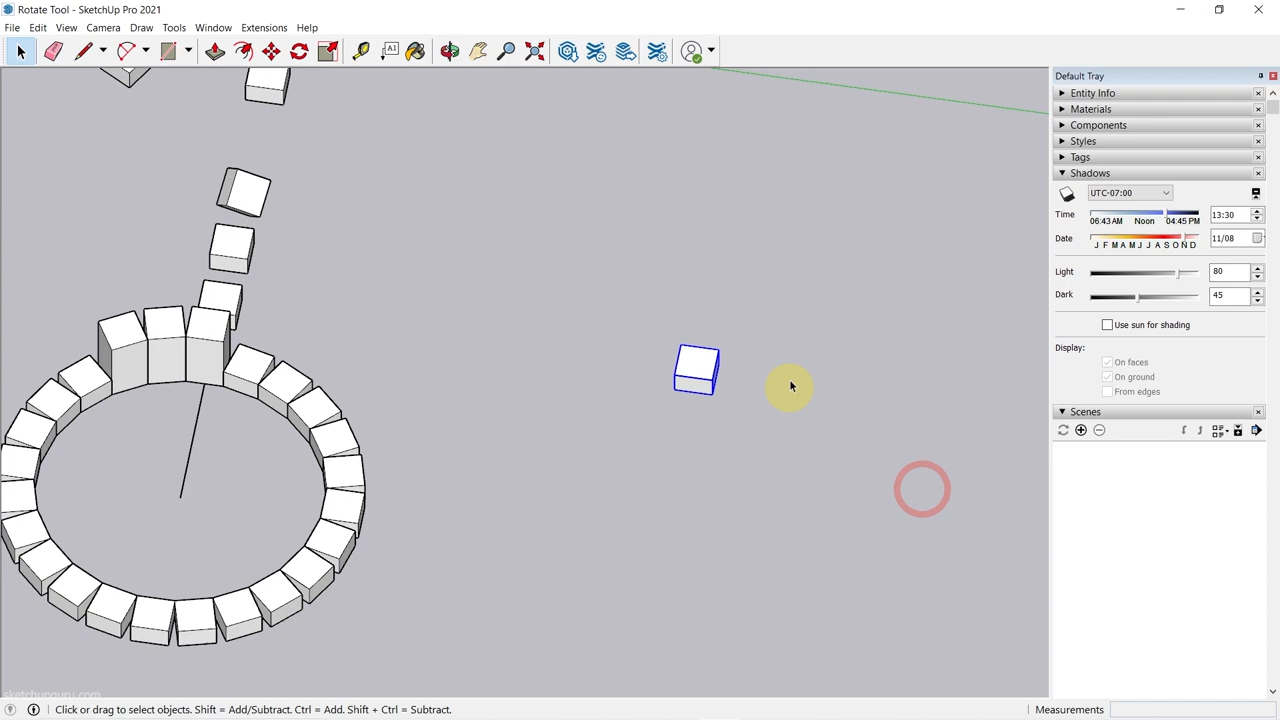 Rotate Tool - SketchUp Pro 2021
File Edit View Camera Draw Tools Window Extensions Help
A1
Default Tray
Entity Info
Materials
Components
Styles
Tags
Shadows
UTC-07:00
Time 13:30
06:43 AM Noon 04:45 PM
Date 11/08
J F M A M J J A S O N D
Light 80
Dark 45
Use sun for shading
Display:
On faces
On ground
From edges
Scenes
sketchupguru.com
Click or drag to select objects. Shift = Add/Subtract. Ctrl = Add. Shift + Ctrl = Subtract.
Measurements